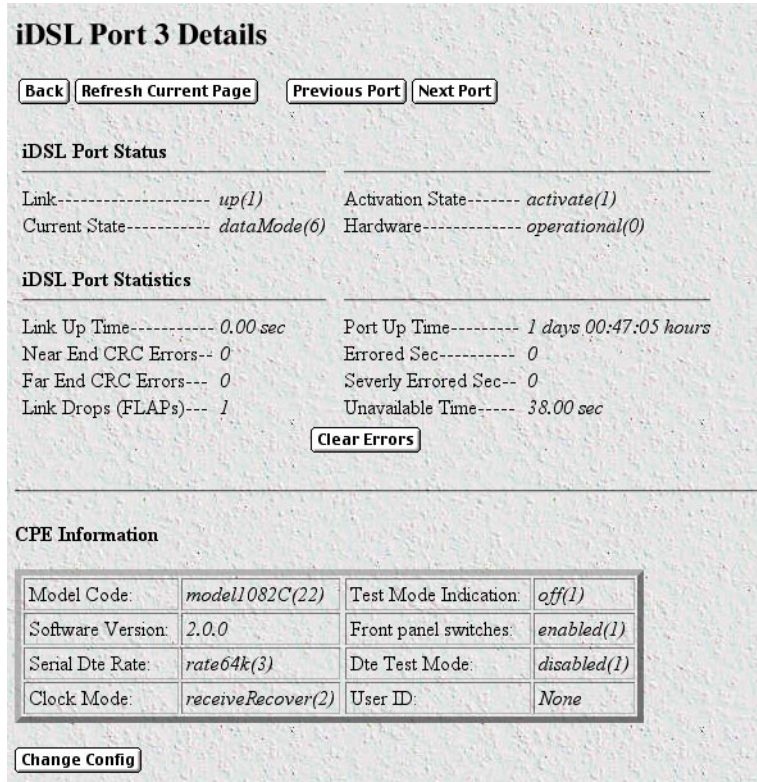 iDSL Port 3 Details
Back Refresh Current Page Previous Port Next Port
iDSL Port Status
Link------------------- up(1) Activation State------- activate(1)
Current State----------- dataMode(6) Hardware------------- operational(0)
iDSL Port Statistics
Link Up Time----------- 0.00 sec Port Up Time--------- 1 days 00:47:05 hours
Near End CRC Errors-- 0 Errored Sec---------- 0
Far End CRC Errors--- 0 Severly Errored Sec-- 0
Link Drops (FLAPs)--- 1 Unavailable Time----- 38.00 sec
Clear Errors
CPE Information
Model Code: model1082C(22) Test Mode Indication: off(1)
Software Version: 2.0.0 Front panel switches: enabled(1)
Serial Dte Rate: rate64k(3) Dte Test Mode: disabled(1)
Clock Mode: receiveRecover(2) User ID: None
Change Config